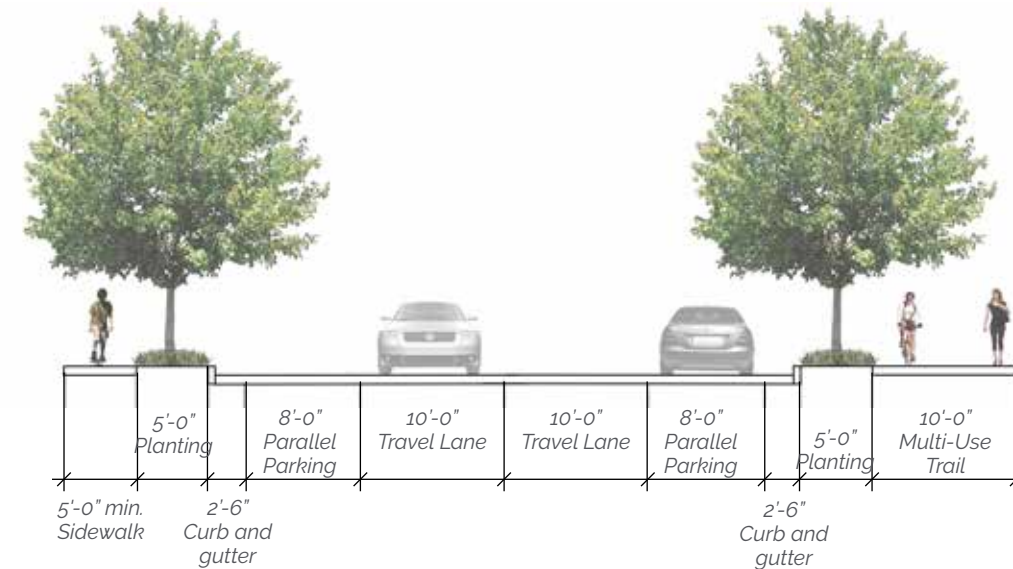 5'-0" min.
Sidewalk
5'-0"
Planting
2'-6"
Curb and
gutter
8'-0"
Parallel
Parking
10'-0"
Travel Lane
10'-0"
Travel Lane
8'-0"
Parallel
Parking
2'-6"
Curb and
gutter
5'-0"
Planting
10'-0"
Multi-Use
Trail